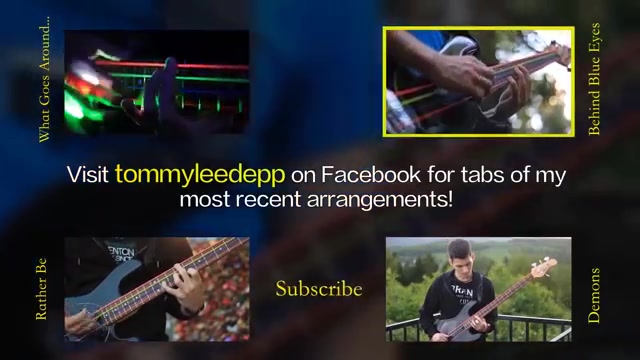 What Goes Around...
Behind Blue Eyes
Visit tommyleedepp on Facebook for tabs of my
most recent arrangements!
Rather Be
Subscribe
Demons